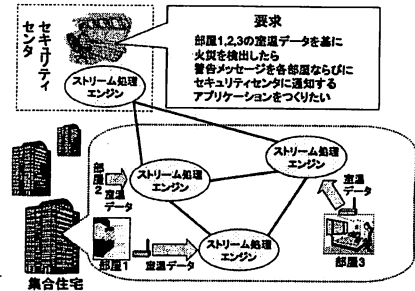 セキュリティ
センタ
ストリーム処理
エンジン
要求
部屋1,2,3の室温データを基に
火災を検出したら
警告メッセージを各部屋ならびに
セキュリティセンタに通知する
アプリケーションをつくりたい
部屋2
室温
データ
ストリーム処理
エンジン
ストリーム処理
エンジン
室温
データ
部屋1
室温データ
ストリーム処理
エンジン
部屋3
集合住宅